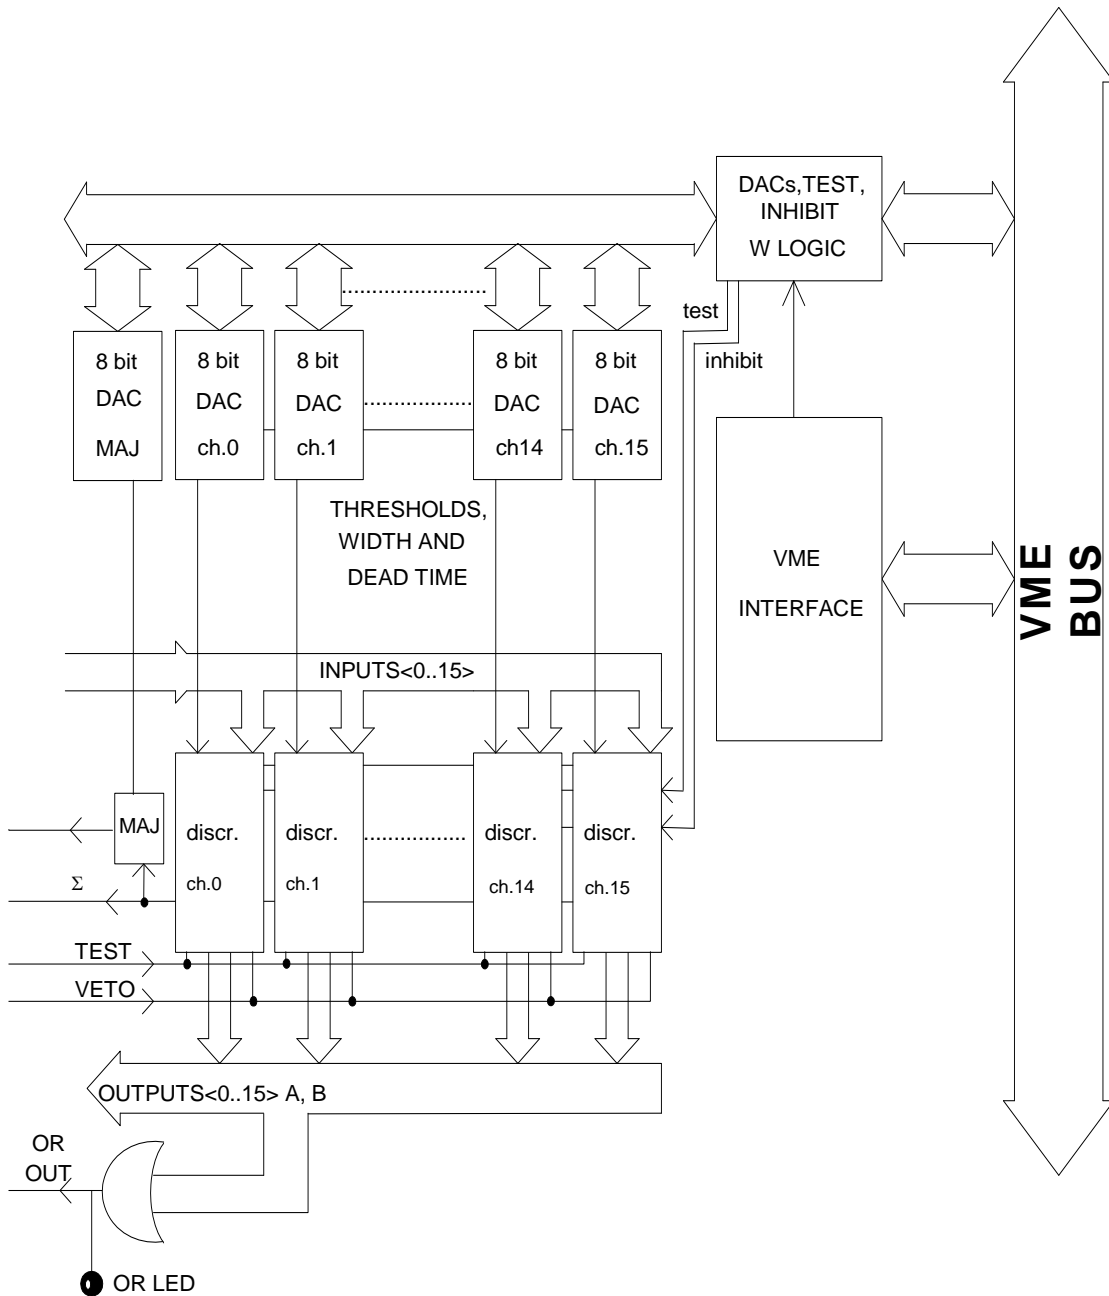 DACs,TEST,
INHIBIT
W LOGIC
test
inhibit
8 bit
DAC
MAJ
8 bit
DAC
ch.0
8 bit
DAC
ch.1
8 bit
DAC
ch14
8 bit
DAC
ch.15
THRESHOLDS,
WIDTH AND
DEAD TIME
VME
INTERFACE
VME
BUS
INPUTS<0..15>
MAJ
discr.
ch.0
discr.
ch.1
discr.
ch.14
discr.
ch.15
Σ
TEST
VETO
OUTPUTS<0..15> A, B
OR
OUT
OR LED